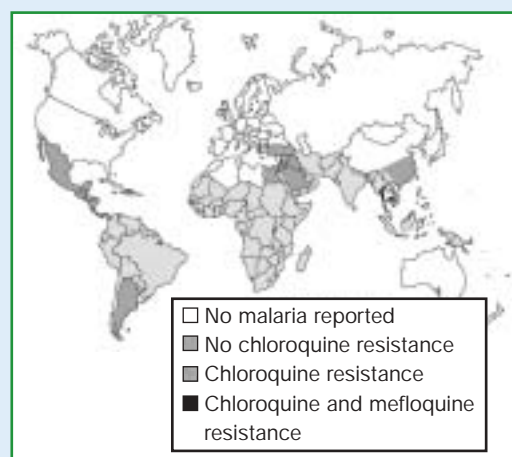 No malaria reported
No chloroquine resistance
Chloroquine resistance
Chloroquine and mefloquine
resistance